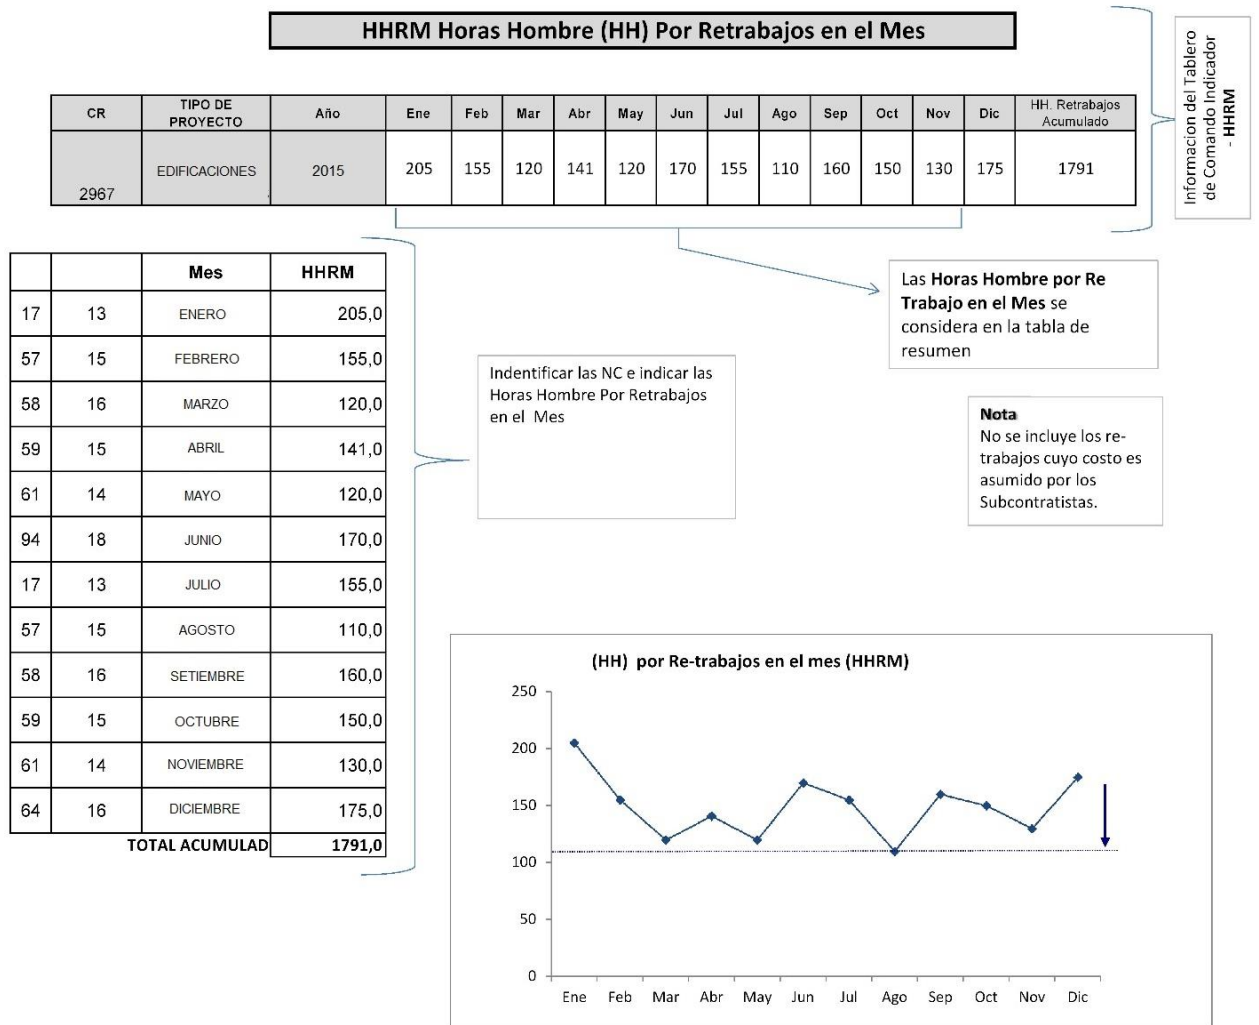 HHRM Horas Hombre (HH) Por Retrabajos en el Mes
Informacion del Tablero
de Comando Indicador
- HHRM
CR TIPO DE PROYECTO Año Ene Feb Mar Abr May Jun Jul Ago Sep Oct Nov Dic HH. Retrabajos Acumulado
2967 EDIFICACIONES 2015 205 155 120 141 120 170 155 110 160 150 130 175 1791
Mes HHRM
17 13 ENERO 205,0
57 15 FEBRERO 155,0
58 16 MARZO 120,0
59 15 ABRIL 141,0
61 14 MAYO 120,0
94 18 JUNIO 170,0
17 13 JULIO 155,0
57 15 AGOSTO 110,0
58 16 SETIEMBRE 160,0
59 15 OCTUBRE 150,0
61 14 NOVIEMBRE 130,0
64 16 DICIEMBRE 175,0
TOTAL ACUMULAD 1791,0
Indentificar las NC e indicar las
Horas Hombre Por Retrabajos
en el Mes
Las Horas Hombre por Re
Trabajo en el Mes se
considera en la tabla de
resumen
Nota
No se incluye los re-
trabajos cuyo costo es
asumido por los
Subcontratistas.
(HH) por Re-trabajos en el mes (HHRM)
250
200
150
100
50
0
Ene Feb Mar Abr May Jun Jul Ago Sep Oct Nov Dic